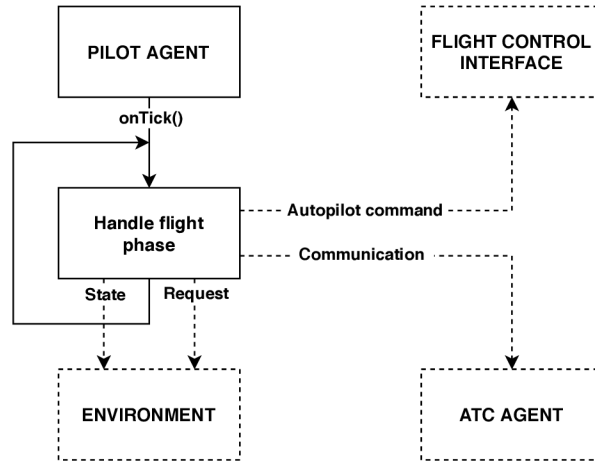 PILOT AGENT
FLIGHT CONTROL
INTERFACE
onTick()
Handle flight
phase
Autopilot command
Communication
State
Request
ENVIRONMENT
ATC AGENT